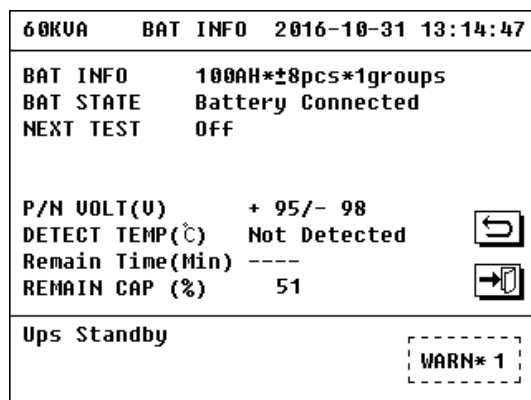 60KVA BAT INFO 2016-10-31 13:14:47
BAT INFO 100AH*±8pcs*1groups
BAT STATE Battery Connected
NEXT TEST Off
P/N VOLT(V) + 95/- 98
DETECT TEMP(℃) Not Detected
Remain Time(Min) ----
REMAIN CAP (%) 51
Ups Standby
WARN* 1